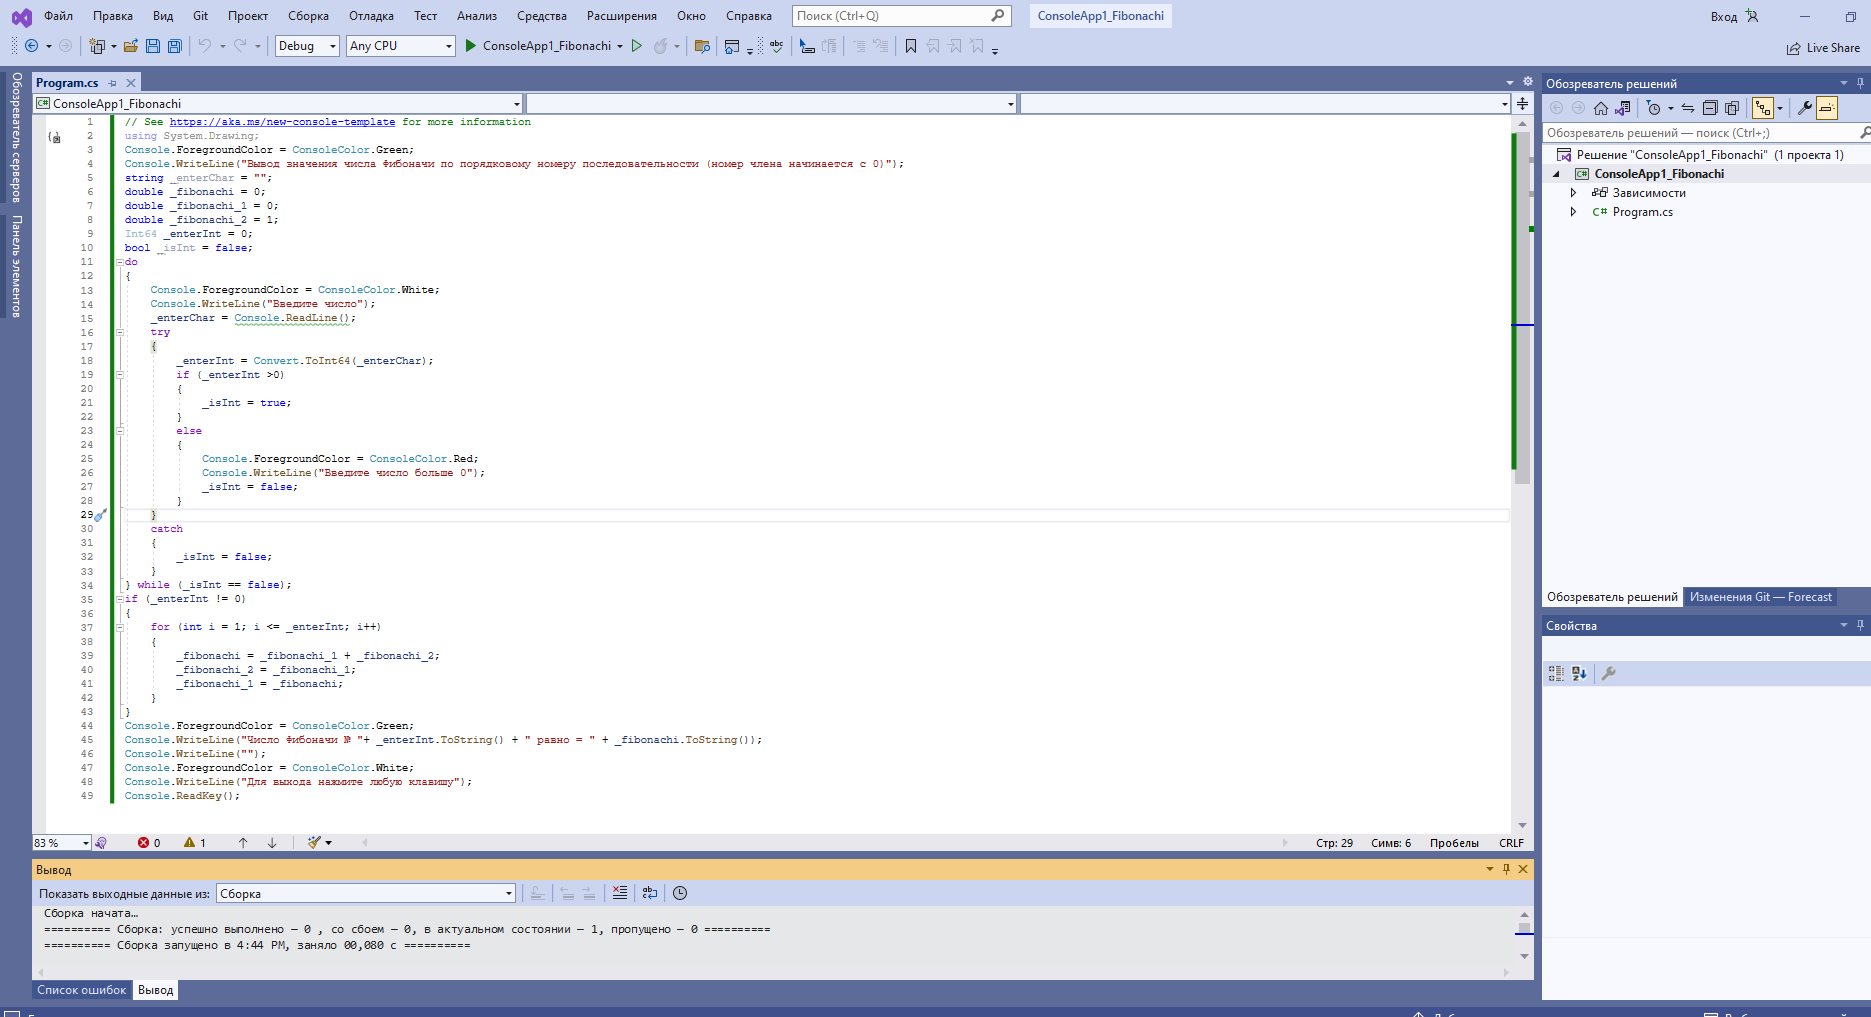 Файл Правка Вид Git Проект Сборка Отладка Тест Анализ Средства Расширения Окно Справка Поиск (Ctrl+Q) ConsoleApp1_Fibonachi Вход
Debug Any CPU ConsoleApp1_Fibonachi Live Share
Обозреватель серверов
Панель элементов
Program.cs
ConsoleApp1_Fibonachi
1 // See https://aka.ms/new-console-template for more information
2 using System.Drawing;
3 Console.ForegroundColor = ConsoleColor.Green;
4 Console.WriteLine("Вывод значения числа Фибоначи по порядковому номеру последовательности (номер члена начинается с 0)");
5 string _enterChar = "";
6 double _fibonachi = 0;
7 double _fibonachi_1 = 0;
8 double _fibonachi_2 = 1;
9 Int64 _enterInt = 0;
10 bool _isInt = false;
11 do
12 {
13 Console.ForegroundColor = ConsoleColor.White;
14 Console.WriteLine("Введите число");
15 _enterChar = Console.ReadLine();
16 try
17 {
18 _enterInt = Convert.ToInt64(_enterChar);
19 if (_enterInt >0)
20 {
21 _isInt = true;
22 }
23 else
24 {
25 Console.ForegroundColor = ConsoleColor.Red;
26 Console.WriteLine("Введите число больше 0");
27 _isInt = false;
28 }
29 }
30 catch
31 {
32 _isInt = false;
33 }
34 } while (_isInt == false);
35 if (_enterInt != 0)
36 {
37 for (int i = 1; i <= _enterInt; i++)
38 {
39 _fibonachi = _fibonachi_1 + _fibonachi_2;
40 _fibonachi_2 = _fibonachi_1;
41 _fibonachi_1 = _fibonachi;
42 }
43 }
44 Console.ForegroundColor = ConsoleColor.Green;
45 Console.WriteLine("Число Фибоначи № "+ _enterInt.ToString() + " равно = " + _fibonachi.ToString());
46 Console.WriteLine("");
47 Console.ForegroundColor = ConsoleColor.White;
48 Console.WriteLine("Для выхода нажмите любую клавишу");
49 Console.ReadKey();
83 % 0 1 Стр: 29 Симв: 6 Пробелы CRLF
Вывод
Показать выходные данные из: Сборка
Сборка начата…
========== Сборка: успешно выполнено — 0 , со сбоем — 0, в актуальном состоянии — 1, пропущено — 0 ==========
========== Сборка запущено в 4:44 PM, заняло 00,080 с ==========
Список ошибок Вывод
Обозреватель решений
Обозреватель решений — поиск (Ctrl+;)
Решение "ConsoleApp1_Fibonachi" (1 проекта 1)
C# ConsoleApp1_Fibonachi
Зависимости
C# Program.cs
Обозреватель решений Изменения Git — Forecast
Свойства